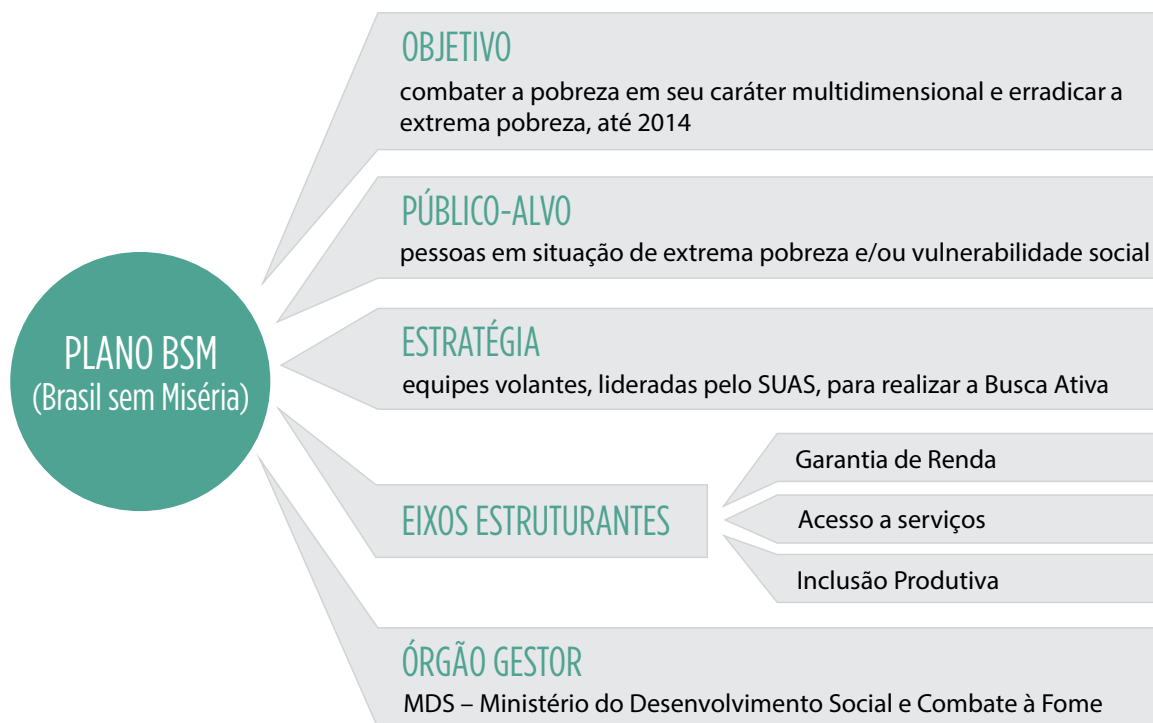 PLANO BSM
(Brasil sem Miséria)
OBJETIVO
combater a pobreza em seu caráter multidimensional e erradicar a
extrema pobreza, até 2014
PÚBLICO-ALVO
pessoas em situação de extrema pobreza e/ou vulnerabilidade social
ESTRATÉGIA
equipes volantes, lideradas pelo SUAS, para realizar a Busca Ativa
EIXOS ESTRUTURANTES
Garantia de Renda
Acesso a serviços
Inclusão Produtiva
ÓRGÃO GESTOR
MDS – Ministério do Desenvolvimento Social e Combate à Fome